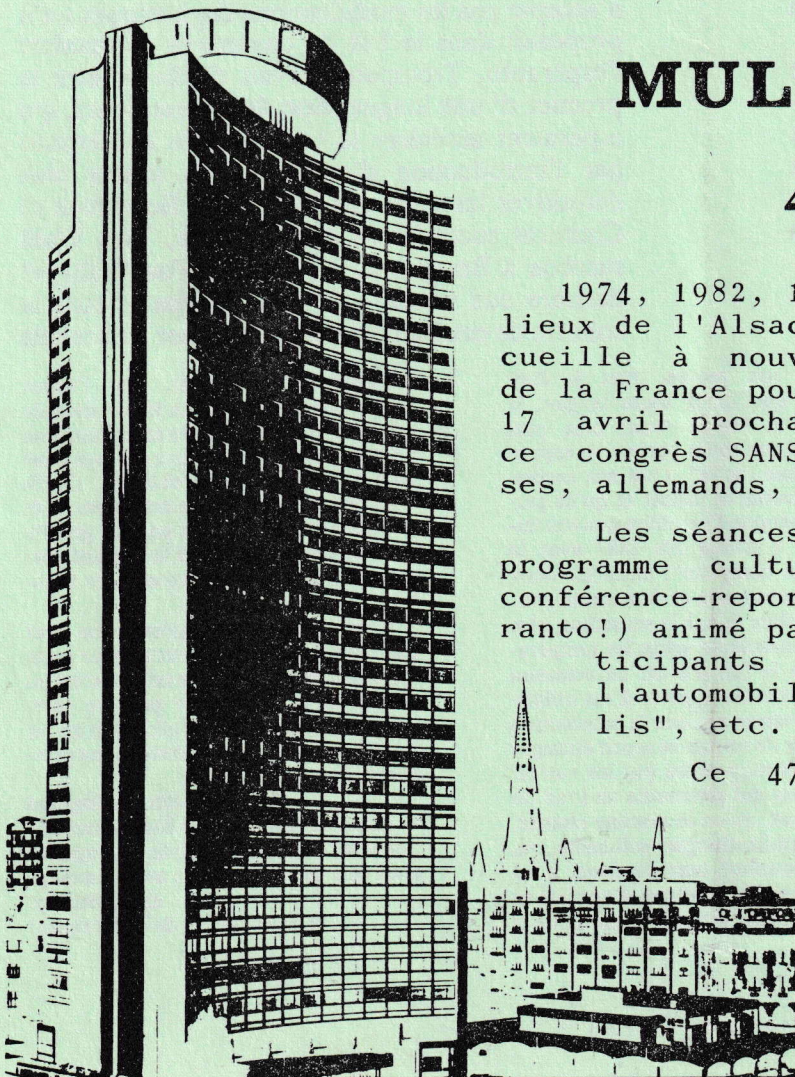 MUL
4
1974, 1982, 1
lieux de l'Alsac
cueille à nouv
de la France pou
17 avril procha
ce congrès SANS
ses, allemands,
Les séances
programme cultu
conférence-repor
ranto!) animé pa
ticipants
l'automobil
lis", etc.
Ce 47